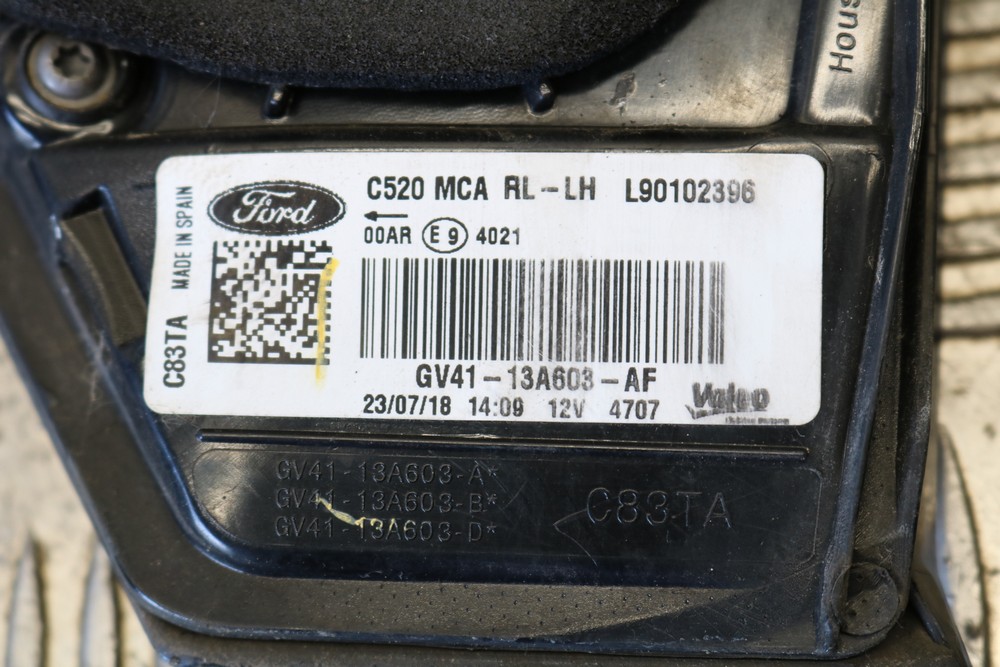 Hous
Ford
C520 MCA RL-LH L90102396
00AR E9 4021
MADE IN SPAIN
C83TA
GV41-13A603-AF
23/07/18 14:09 12V 4707
Valeo
GV41-13A603-A*
GV41-13A603-B*
GV41-13A603-D*
C83TA